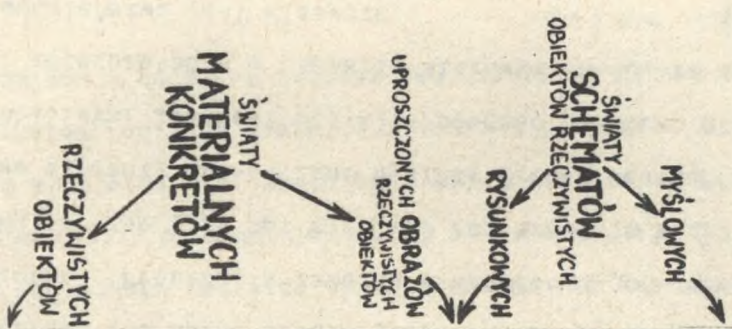 MYŚLOWYCH
ŚWIATY
SCHEMATÓW
OBIEKTÓW RZECZYWISTYCH
RYSUNKOWYCH
UPROSZCZONYCH OBRAZÓW
RZECZYWISTYCH
OBIEKTÓW
ŚWIATY
MATERIALNYCH
KONKRETÓW
RZECZYWISTYCH
OBIEKTÓW